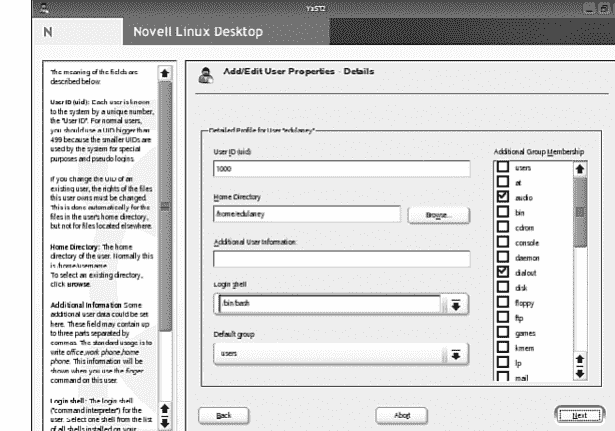 YaST2
N
Novell Linux Desktop
The meaning of the fields are
described below.
User ID (uid): Each user is known
to the system by a unique number,
the "User ID". For normal users,
you should use a UID bigger than
499 because the smaller UIDs are
used by the system for special
purposes and pseudo logins.
If you change the UID of an
existing user, the rights of the files
this user owns must be changed.
This is done automatically for the
files in the user's home directory,
but not for files located elsewhere.
Home Directory: The home
directory of the user. Normally this
is /home/username.
To select an existing directory,
click Browse.
Additional Information Some
additional user data could be set
here. These field may contain up
to three parts separated by
commas. The standard usage is to
write office,work phone,home
phone. This information will be
shown when you use the finger
command on this user.
Login shell: The login shell
("command interpreter") for the
user. Select one shell from the list
of all shells installed on your
Add/Edit User Properties - Details
Detailed Profile for User "edulaney"
User ID (uid)
1000
Home Directory
/home/edulaney
Browse...
Additional User Information:
Login shell
/bin/bash
Default group
users
Additional Group Membership
users
at
audio
bin
cdrom
console
daemon
dialout
disk
floppy
ftp
games
kmem
lp
mail
Back
Abort
Next